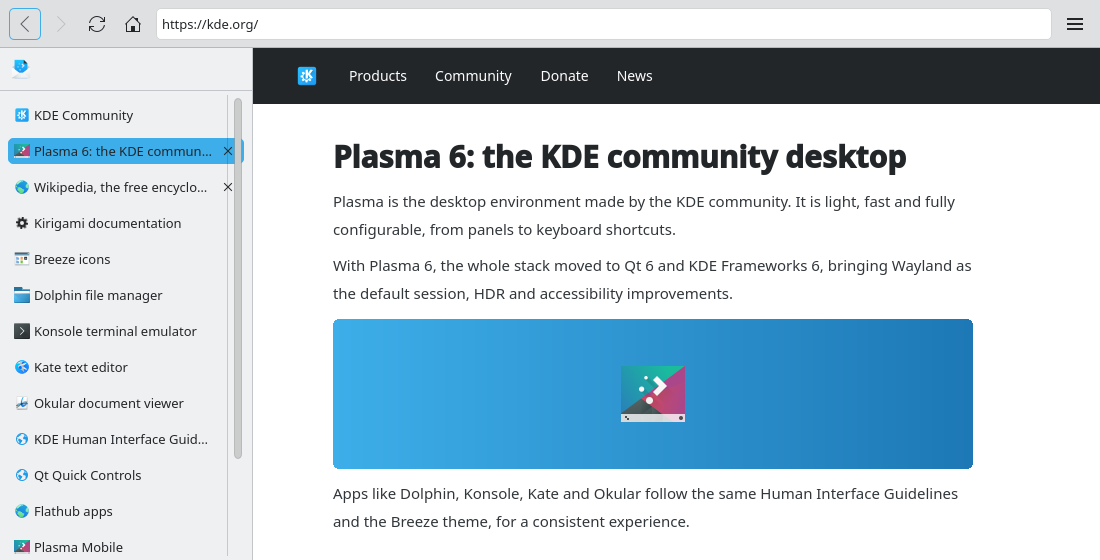 https://kde.org/
KDE Community
Plasma 6: the KDE commun...
Wikipedia, the free encyclo...
Kirigami documentation
Breeze icons
Dolphin file manager
Konsole terminal emulator
Kate text editor
Okular document viewer
KDE Human Interface Guid...
Qt Quick Controls
Flathub apps
Plasma Mobile
Products Community Donate News
Plasma 6: the KDE community desktop
Plasma is the desktop environment made by the KDE community. It is light, fast and fully
configurable, from panels to keyboard shortcuts.
With Plasma 6, the whole stack moved to Qt 6 and KDE Frameworks 6, bringing Wayland as
the default session, HDR and accessibility improvements.
Apps like Dolphin, Konsole, Kate and Okular follow the same Human Interface Guidelines
and the Breeze theme, for a consistent experience.